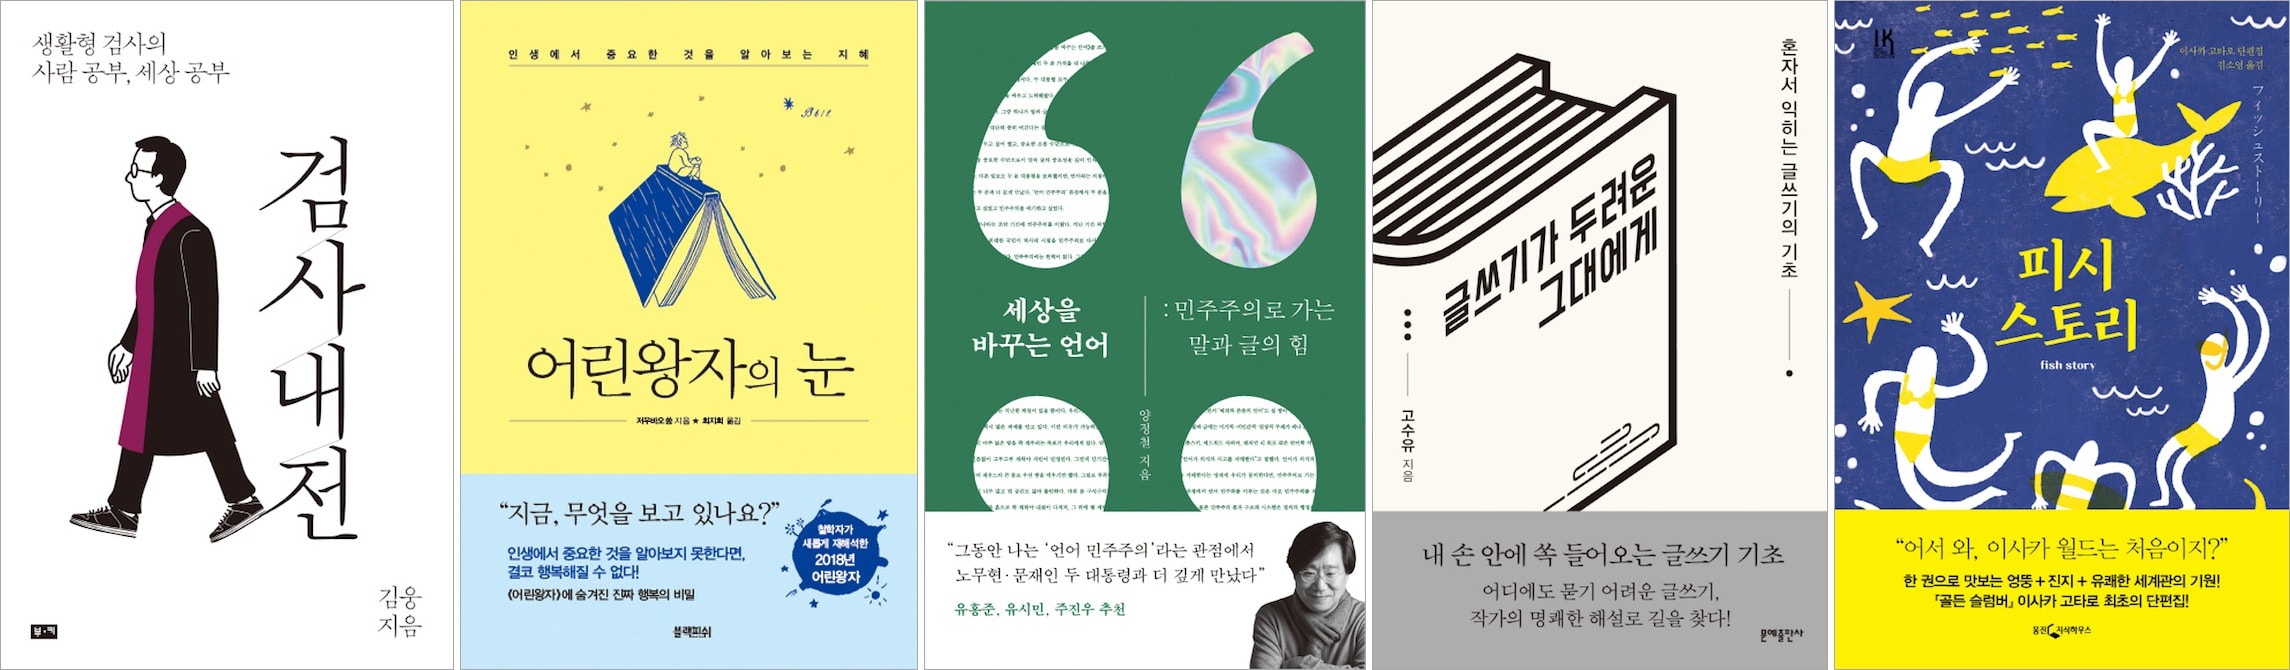 생활형 검사의
사람 공부, 세상 공부
검사내전
김웅
지음
부·키
인생에서 중요한 것을 알아보는 지혜
B612
어린왕자의 눈
저우바오쑹 지음 ★ 최지희 옮김
“지금, 무엇을 보고 있나요?”
인생에서 중요한 것을 알아보지 못한다면,
결코 행복해질 수 없다!
《어린왕자》에 숨겨진 진짜 행복의 비밀
철학자가
새롭게 재해석한
2018년
어린왕자
블랙피쉬
세상을
바꾸는 언어
: 민주주의로 가는
말과 글의 힘
양정철 지음
“그동안 나는 ‘언어 민주주의’라는 관점에서
노무현·문재인 두 대통령과 더 깊게 만났다”
유홍준, 유시민, 주진우 추천
혼자서 익히는 글쓰기의 기초
글쓰기가 두려운
그대에게
고수유 지음
내 손 안에 쏙 들어오는 글쓰기 기초
어디에도 묻기 어려운 글쓰기,
작가의 명쾌한 해설로 길을 찾다!
문예출판사
이사카 고타로 단편집
김소영 옮김
フィッシュストーリー
피시
스토리
fish story
“어서 와, 이사카 월드는 처음이지?”
한 권으로 맛보는 엉뚱 + 진지 + 유쾌한 세계관의 기원!
『골든 슬럼버』 이사카 고타로 최초의 단편집!
웅진 지식하우스